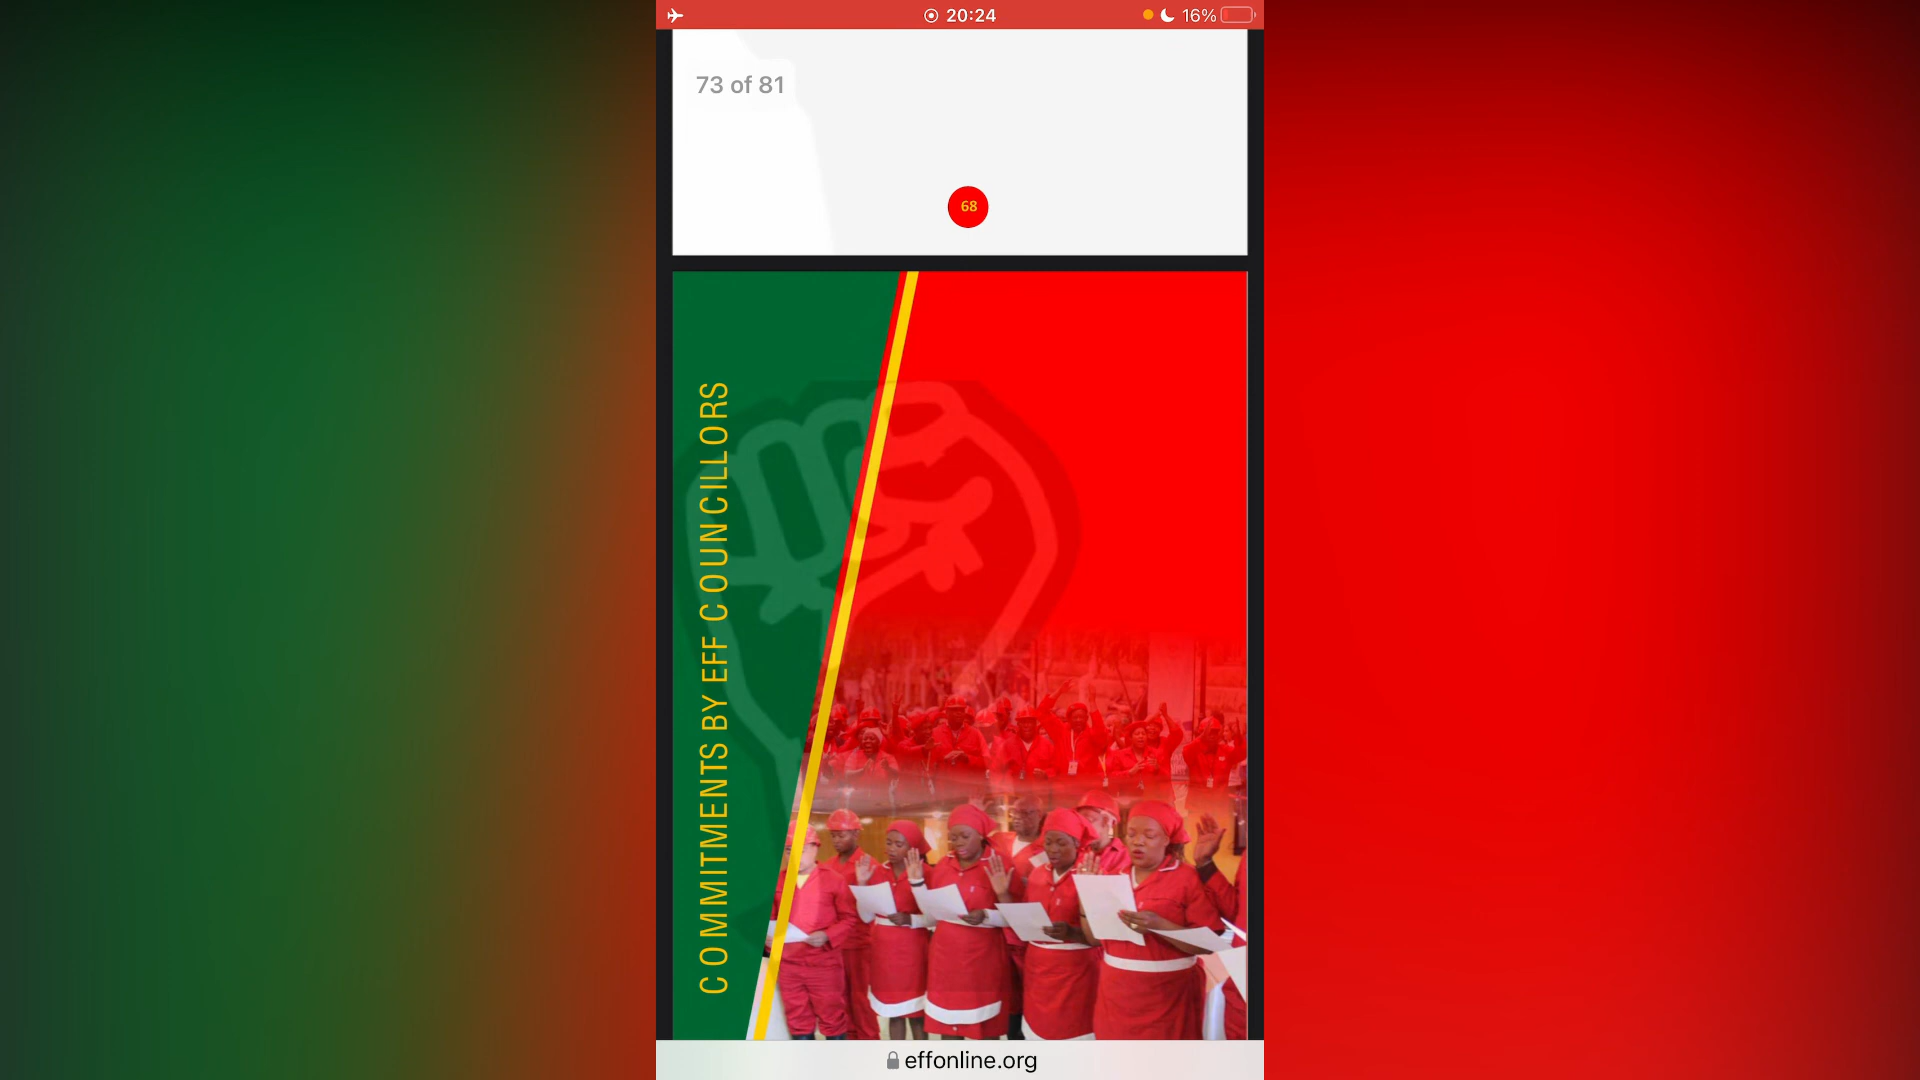 20:24
16%
73 of 81
68
COMMITMENTS BY EFF COUNCILLORS
effonline.org